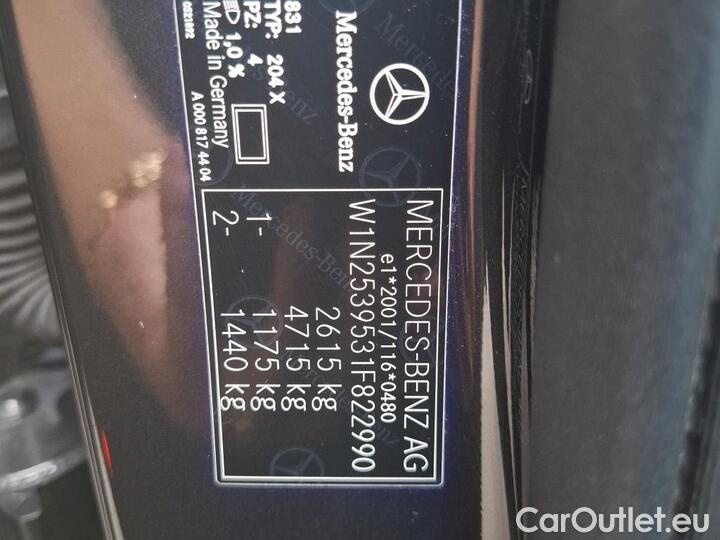 Mercedes-Benz
831
TYP: 204 X
PZ: 4
1,0 %
Made in Germany
A 000 817 44 04
0521892
MERCEDES-BENZ AG
e1*2001/116*0480
W1N2539531F822990
2615 kg
4715 kg
1- 1175 kg
2- 1440 kg
CarOutlet.eu